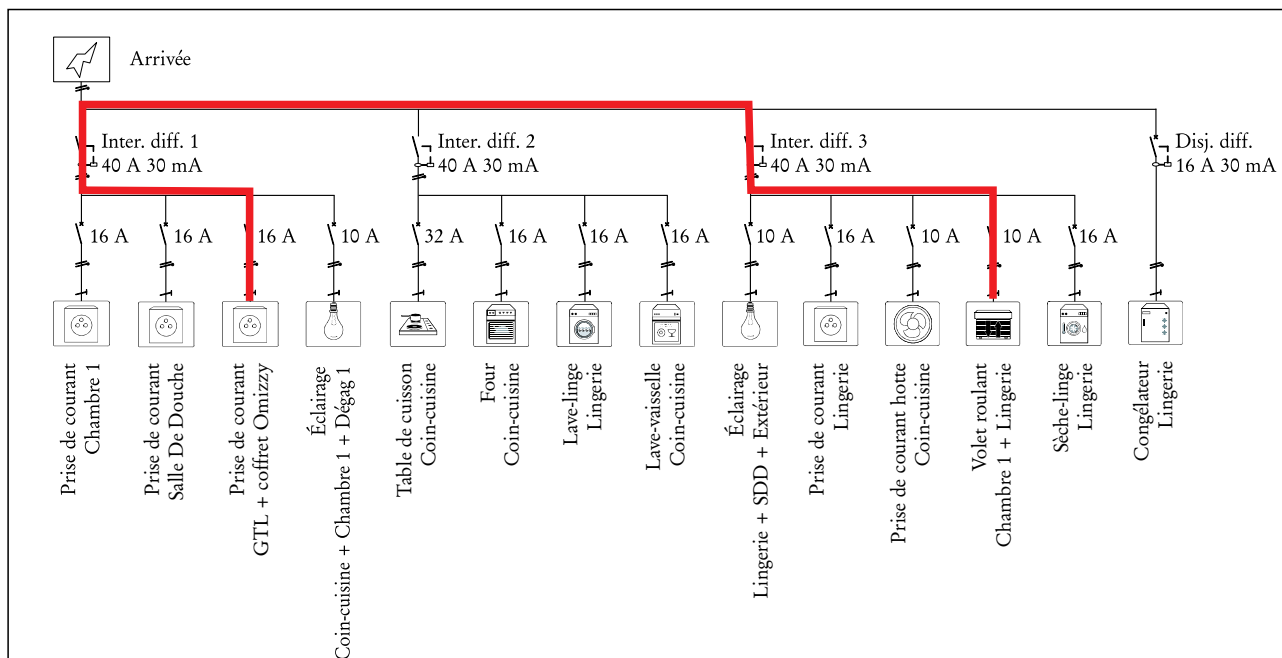 Arrivée
Inter. diff. 1
40 A 30 mA
Inter. diff. 2
40 A 30 mA
Inter. diff. 3
40 A 30 mA
Disj. diff.
16 A 30 mA
16 A
16 A
16 A
10 A
32 A
16 A
16 A
16 A
10 A
16 A
10 A
10 A
16 A
Prise de courant
Chambre 1
Prise de courant
Salle De Douche
Prise de courant
GTL + coffret Omizzy
Éclairage
Coin-cuisine + Chambre 1 + Dégag 1
Table de cuisson
Coin-cuisine
Four
Coin-cuisine
Lave-linge
Lingerie
Lave-vaisselle
Coin-cuisine
Éclairage
Lingerie + SDD + Extérieur
Prise de courant
Lingerie
Prise de courant hotte
Coin-cuisine
Volet roulant
Chambre 1 + Lingerie
Sèche-linge
Lingerie
Congélateur
Lingerie